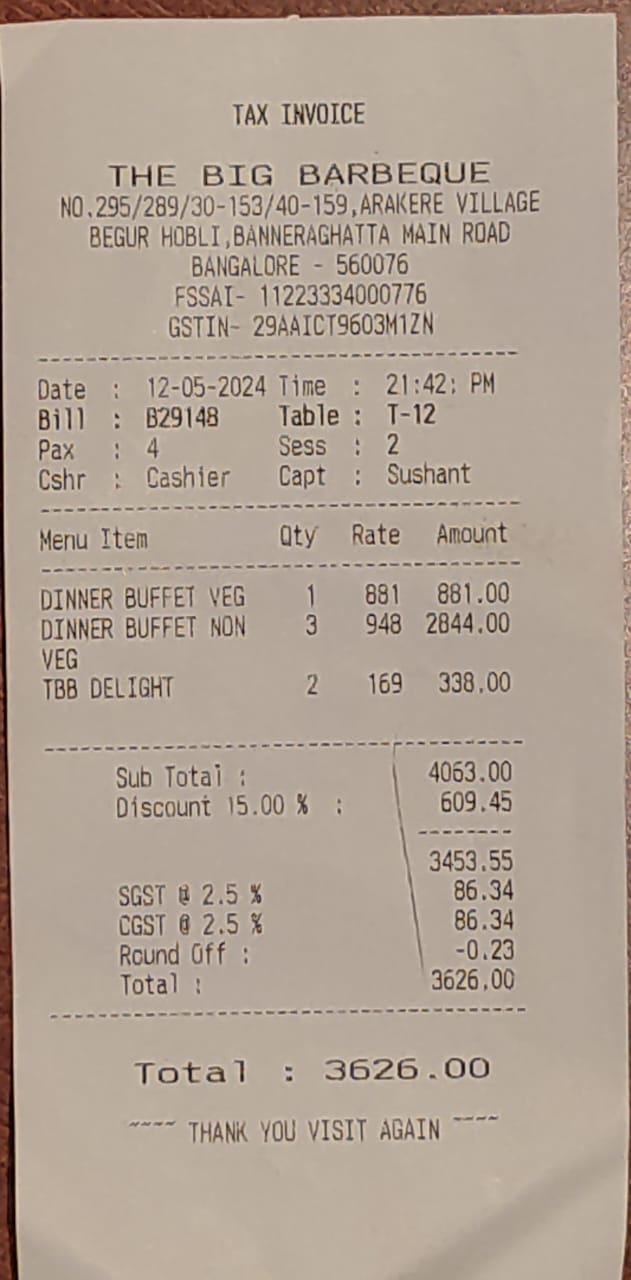 TAX INVOICE
THE BIG BARBEQUE
NO.295/289/30-153/40-159,ARAKERE VILLAGE
BEGUR HOBLI,BANNERAGHATTA MAIN ROAD
BANGALORE - 560076
FSSAI- 11223334000776
GSTIN- 29AAICT9603M1ZN
Date : 12-05-2024 Time : 21:42: PM
Bill : B29148 Table : T-12
Pax : 4 Sess : 2
Cshr : Cashier Capt : Sushant
Menu Item Qty Rate Amount
DINNER BUFFET VEG 1 881 881.00
DINNER BUFFET NON 3 948 2844.00
VEG
TBB DELIGHT 2 169 338.00
Sub Total : 4063.00
Discount 15.00 % : 609.45
--------
3453.55
SGST @ 2.5 % 86.34
CGST @ 2.5 % 86.34
Round Off : -0.23
Total : 3626.00
Total : 3626.00
~~~~ THANK YOU VISIT AGAIN ~~~~